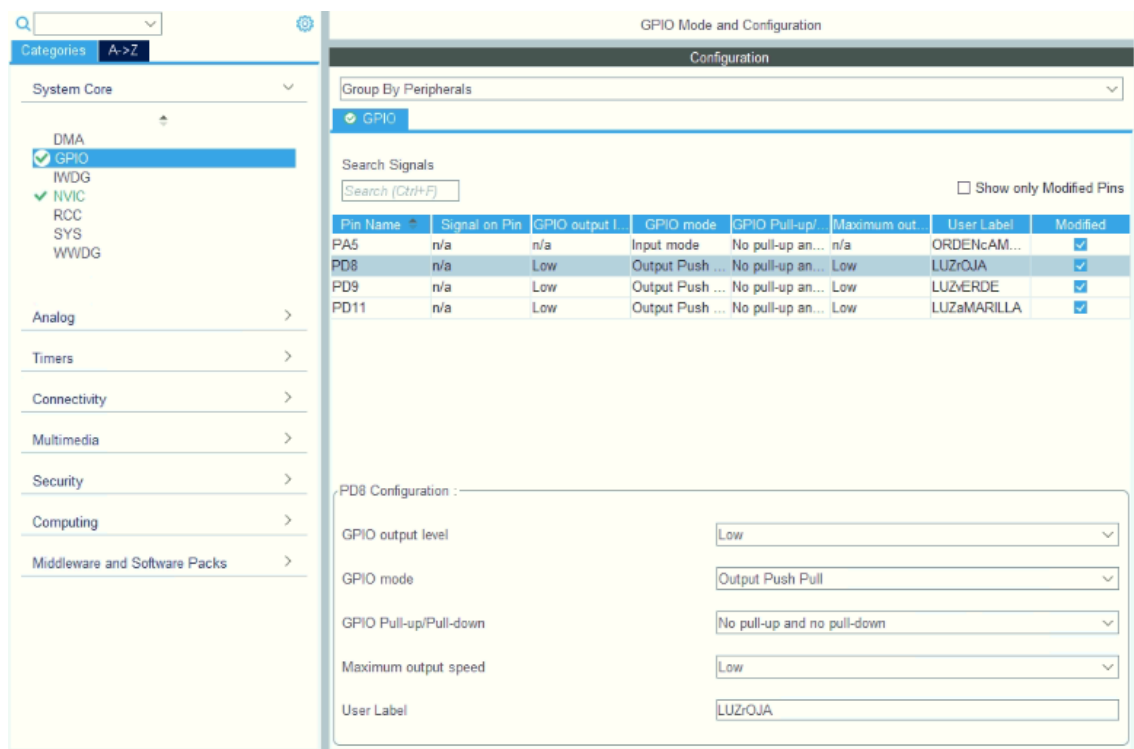 GPIO Mode and Configuration
Categories A->Z
Configuration
System Core
Group By Peripherals
GPIO
DMA
GPIO
IWDG
NVIC
RCC
SYS
WWDG
Search Signals
Search (Ctrl+F)
Show only Modified Pins
Pin Name Signal on Pin GPIO output l... GPIO mode GPIO Pull-up/... Maximum out... User Label Modified
PA5 n/a n/a Input mode No pull-up an... n/a ORDENcAM...
PD8 n/a Low Output Push ... No pull-up an... Low LUZrOJA
PD9 n/a Low Output Push ... No pull-up an... Low LUZvERDE
PD11 n/a Low Output Push ... No pull-up an... Low LUZaMARILLA
Analog
Timers
Connectivity
Multimedia
Security
Computing
Middleware and Software Packs
PD8 Configuration :
GPIO output level Low
GPIO mode Output Push Pull
GPIO Pull-up/Pull-down No pull-up and no pull-down
Maximum output speed Low
User Label LUZrOJA